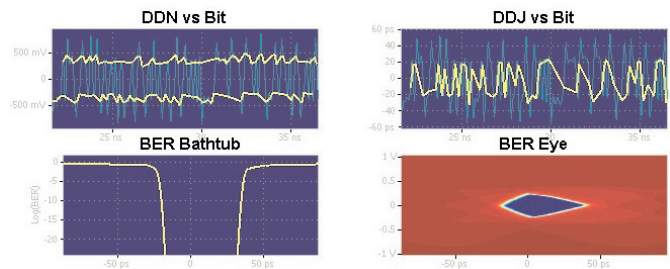 DDN vs Bit
500 mV
0
-500 mV
25 ns
35 ns
DDJ vs Bit
60 ps
40
20
0
-20
-40
-60 ps
25 ns
35 ns
BER Bathtub
Log(BER)
0
-5
-10
-15
-20
-50 ps
0
50 ps
BER Eye
1 V
0.5
0
-0.5
-1 V
-50 ps
0
50 ps